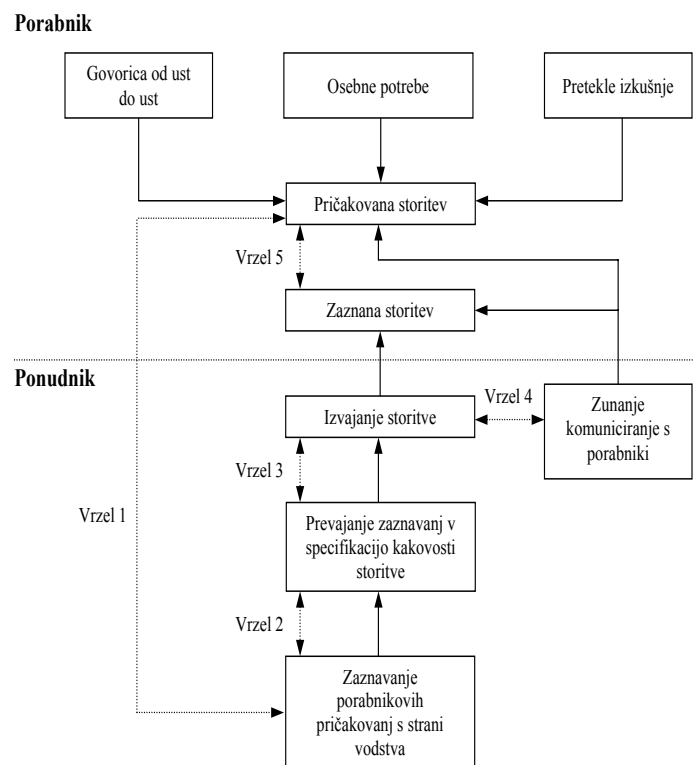 Porabnik
Govorica od ust
do ust
Osebne potrebe
Pretekle izkušnje
Pričakovana storitev
Vrzel 5
Zaznana storitev
Ponudnik
Izvajanje storitve
Vrzel 4
Zunanje
komuniciranje s
porabniki
Vrzel 3
Vrzel 1
Prevajanje zaznavanj v
specifikacijo kakovosti
storitve
Vrzel 2
Zaznavanje
porabnikovih
pričakovanj s strani
vodstva